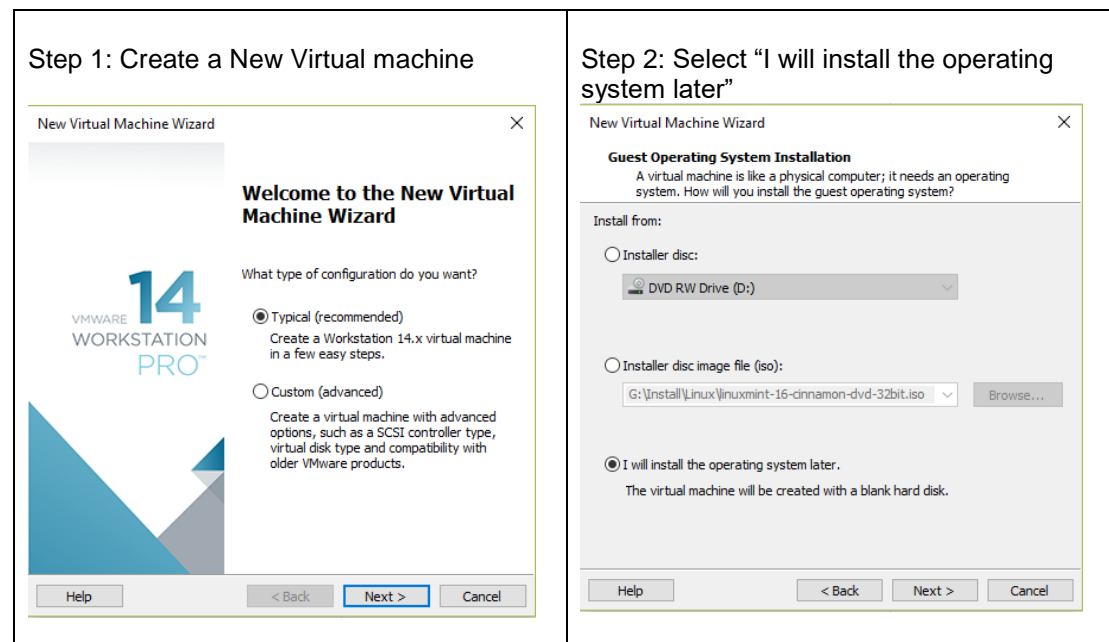 Step 1: Create a New Virtual machine
New Virtual Machine Wizard
Welcome to the New Virtual
Machine Wizard
What type of configuration do you want?
14
VMWARE
WORKSTATION
PRO™
Typical (recommended)
Create a Workstation 14.x virtual machine
in a few easy steps.
Custom (advanced)
Create a virtual machine with advanced
options, such as a SCSI controller type,
virtual disk type and compatibility with
older VMware products.
Help
< Back
Next >
Cancel
Step 2: Select “I will install the operating
system later”
New Virtual Machine Wizard
Guest Operating System Installation
A virtual machine is like a physical computer; it needs an operating
system. How will you install the guest operating system?
Install from:
Installer disc:
DVD RW Drive (D:)
Installer disc image file (iso):
G:\Install\Linux\linuxmint-16-cinnamon-dvd-32bit.iso
Browse...
I will install the operating system later.
The virtual machine will be created with a blank hard disk.
Help
< Back
Next >
Cancel